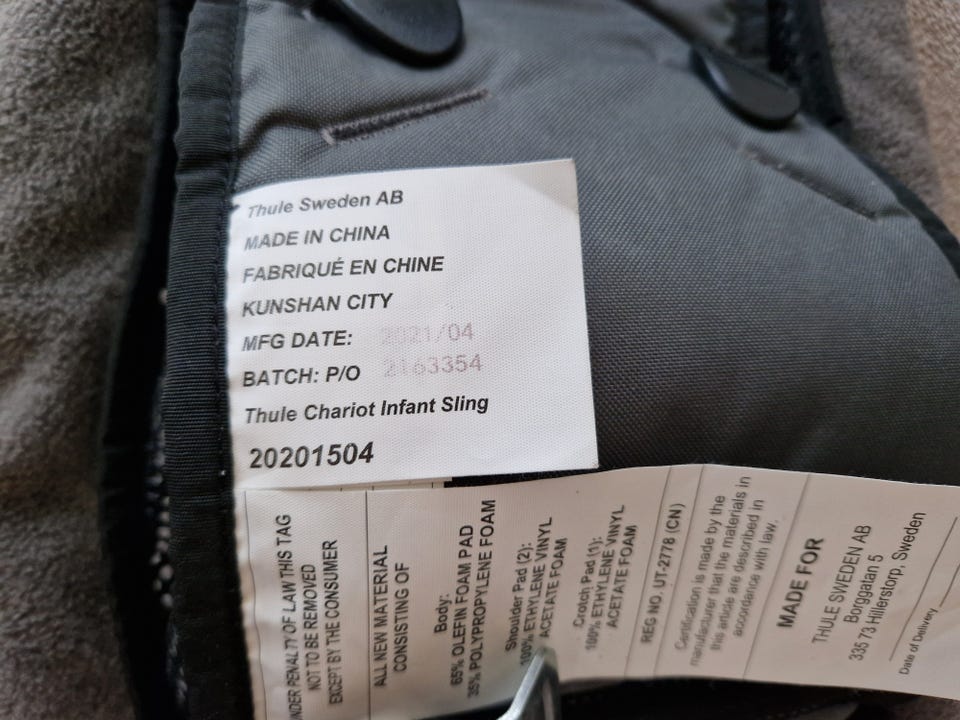 Thule Sweden AB
MADE IN CHINA
FABRIQUÉ EN CHINE
KUNSHAN CITY
MFG DATE: 2021/04
BATCH: P/O 2163354
Thule Chariot Infant Sling
20201504
UNDER PENALTY OF LAW THIS TAG
NOT TO BE REMOVED
EXCEPT BY THE CONSUMER
ALL NEW MATERIAL
CONSISTING OF
Body:
65% OLEFIN FOAM PAD
35% POLYPROPYLENE FOAM
Shoulder Pad (2):
100% ETHYLENE VINYL
ACETATE FOAM
Crotch Pad (1):
100% ETHYLENE VINYL
ACETATE FOAM
REG NO. UT-2778 (CN)
Certification is made by the
manufacturer that the materials in
this article are described in
accordance with law.
MADE FOR
THULE SWEDEN AB
Borggatan 5
335 73 Hillerstorp, Sweden
Date of Delivery